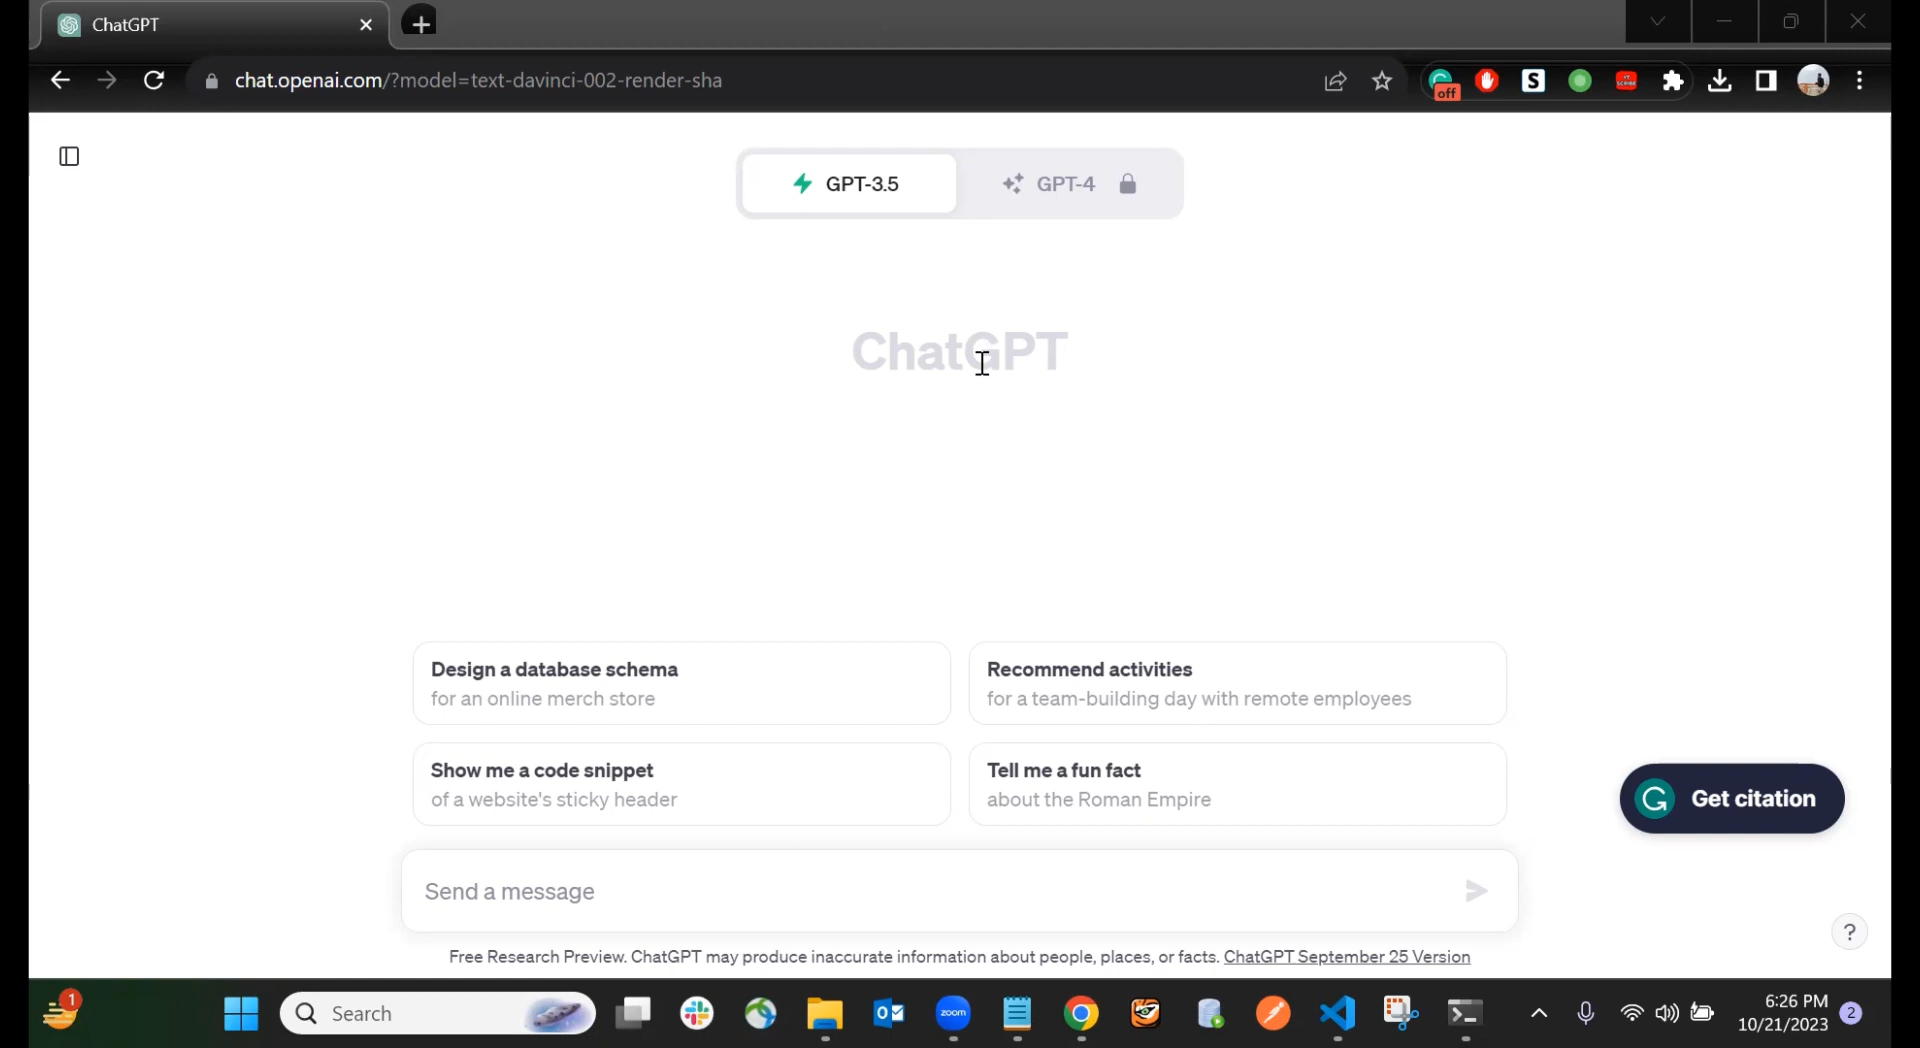 ChatGPT
chat.openai.com/?model=text-davinci-002-render-sha
off
S
GPT-3.5
GPT-4
ChatGPT
Design a database schema
for an online merch store
Recommend activities
for a team-building day with remote employees
Show me a code snippet
of a website's sticky header
Tell me a fun fact
about the Roman Empire
Get citation
Send a message
?
Free Research Preview. ChatGPT may produce inaccurate information about people, places, or facts. ChatGPT September 25 Version
1
Search
zoom
6:26 PM
10/21/2023
2